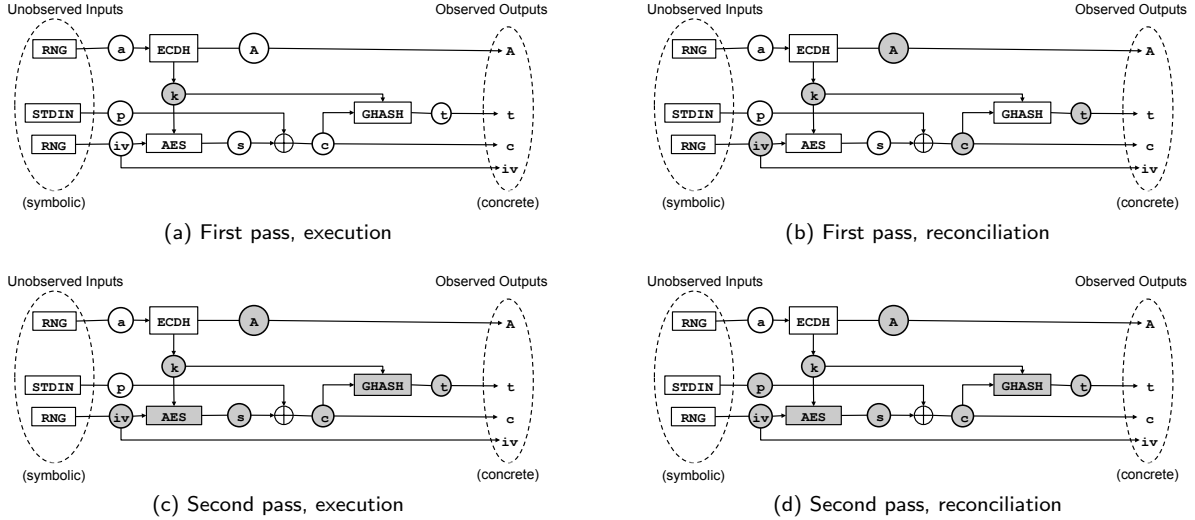 Unobserved Inputs Observed Outputs
RNG a ECDH A A
k
STDIN p GHASH t t
RNG iv AES s c c
iv
(symbolic) (concrete)
(a) First pass, execution
Unobserved Inputs Observed Outputs
RNG a ECDH A A
k
STDIN p GHASH t t
RNG iv AES s c c
iv
(symbolic) (concrete)
(b) First pass, reconciliation
Unobserved Inputs Observed Outputs
RNG a ECDH A A
k
STDIN p GHASH t t
RNG iv AES s c c
iv
(symbolic) (concrete)
(c) Second pass, execution
Unobserved Inputs Observed Outputs
RNG a ECDH A A
k
STDIN p GHASH t t
RNG iv AES s c c
iv
(symbolic) (concrete)
(d) Second pass, reconciliation